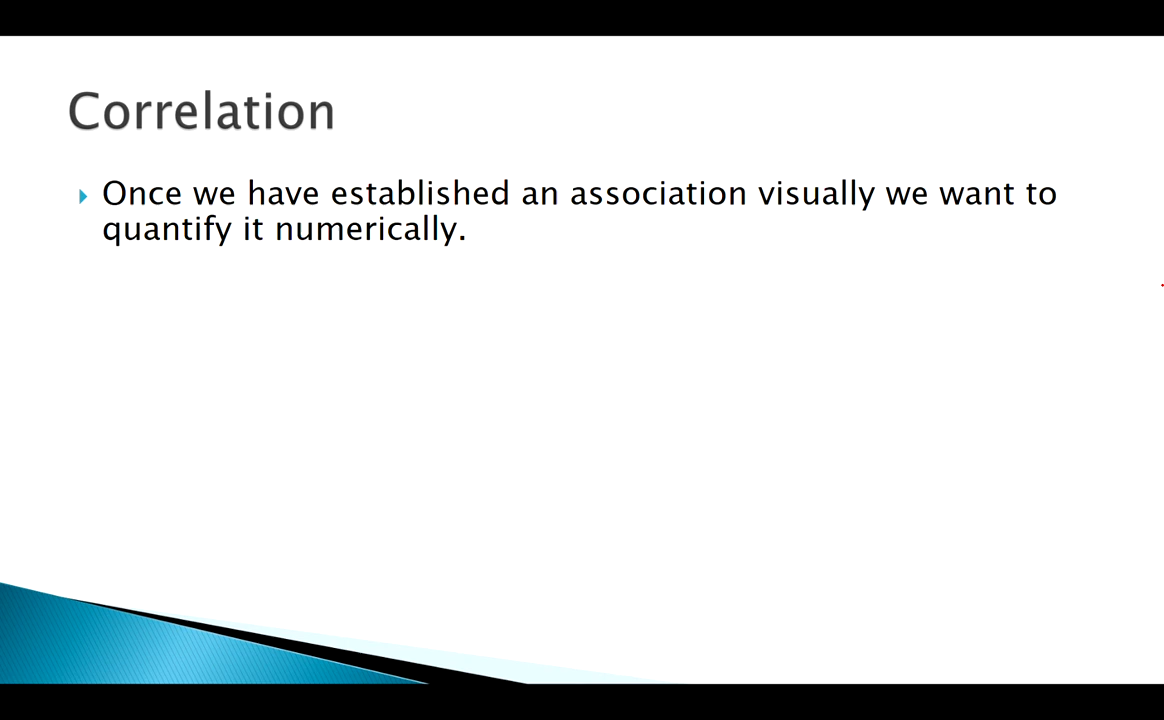 Correlation
Once we have established an association visually we want to
quantify it numerically.